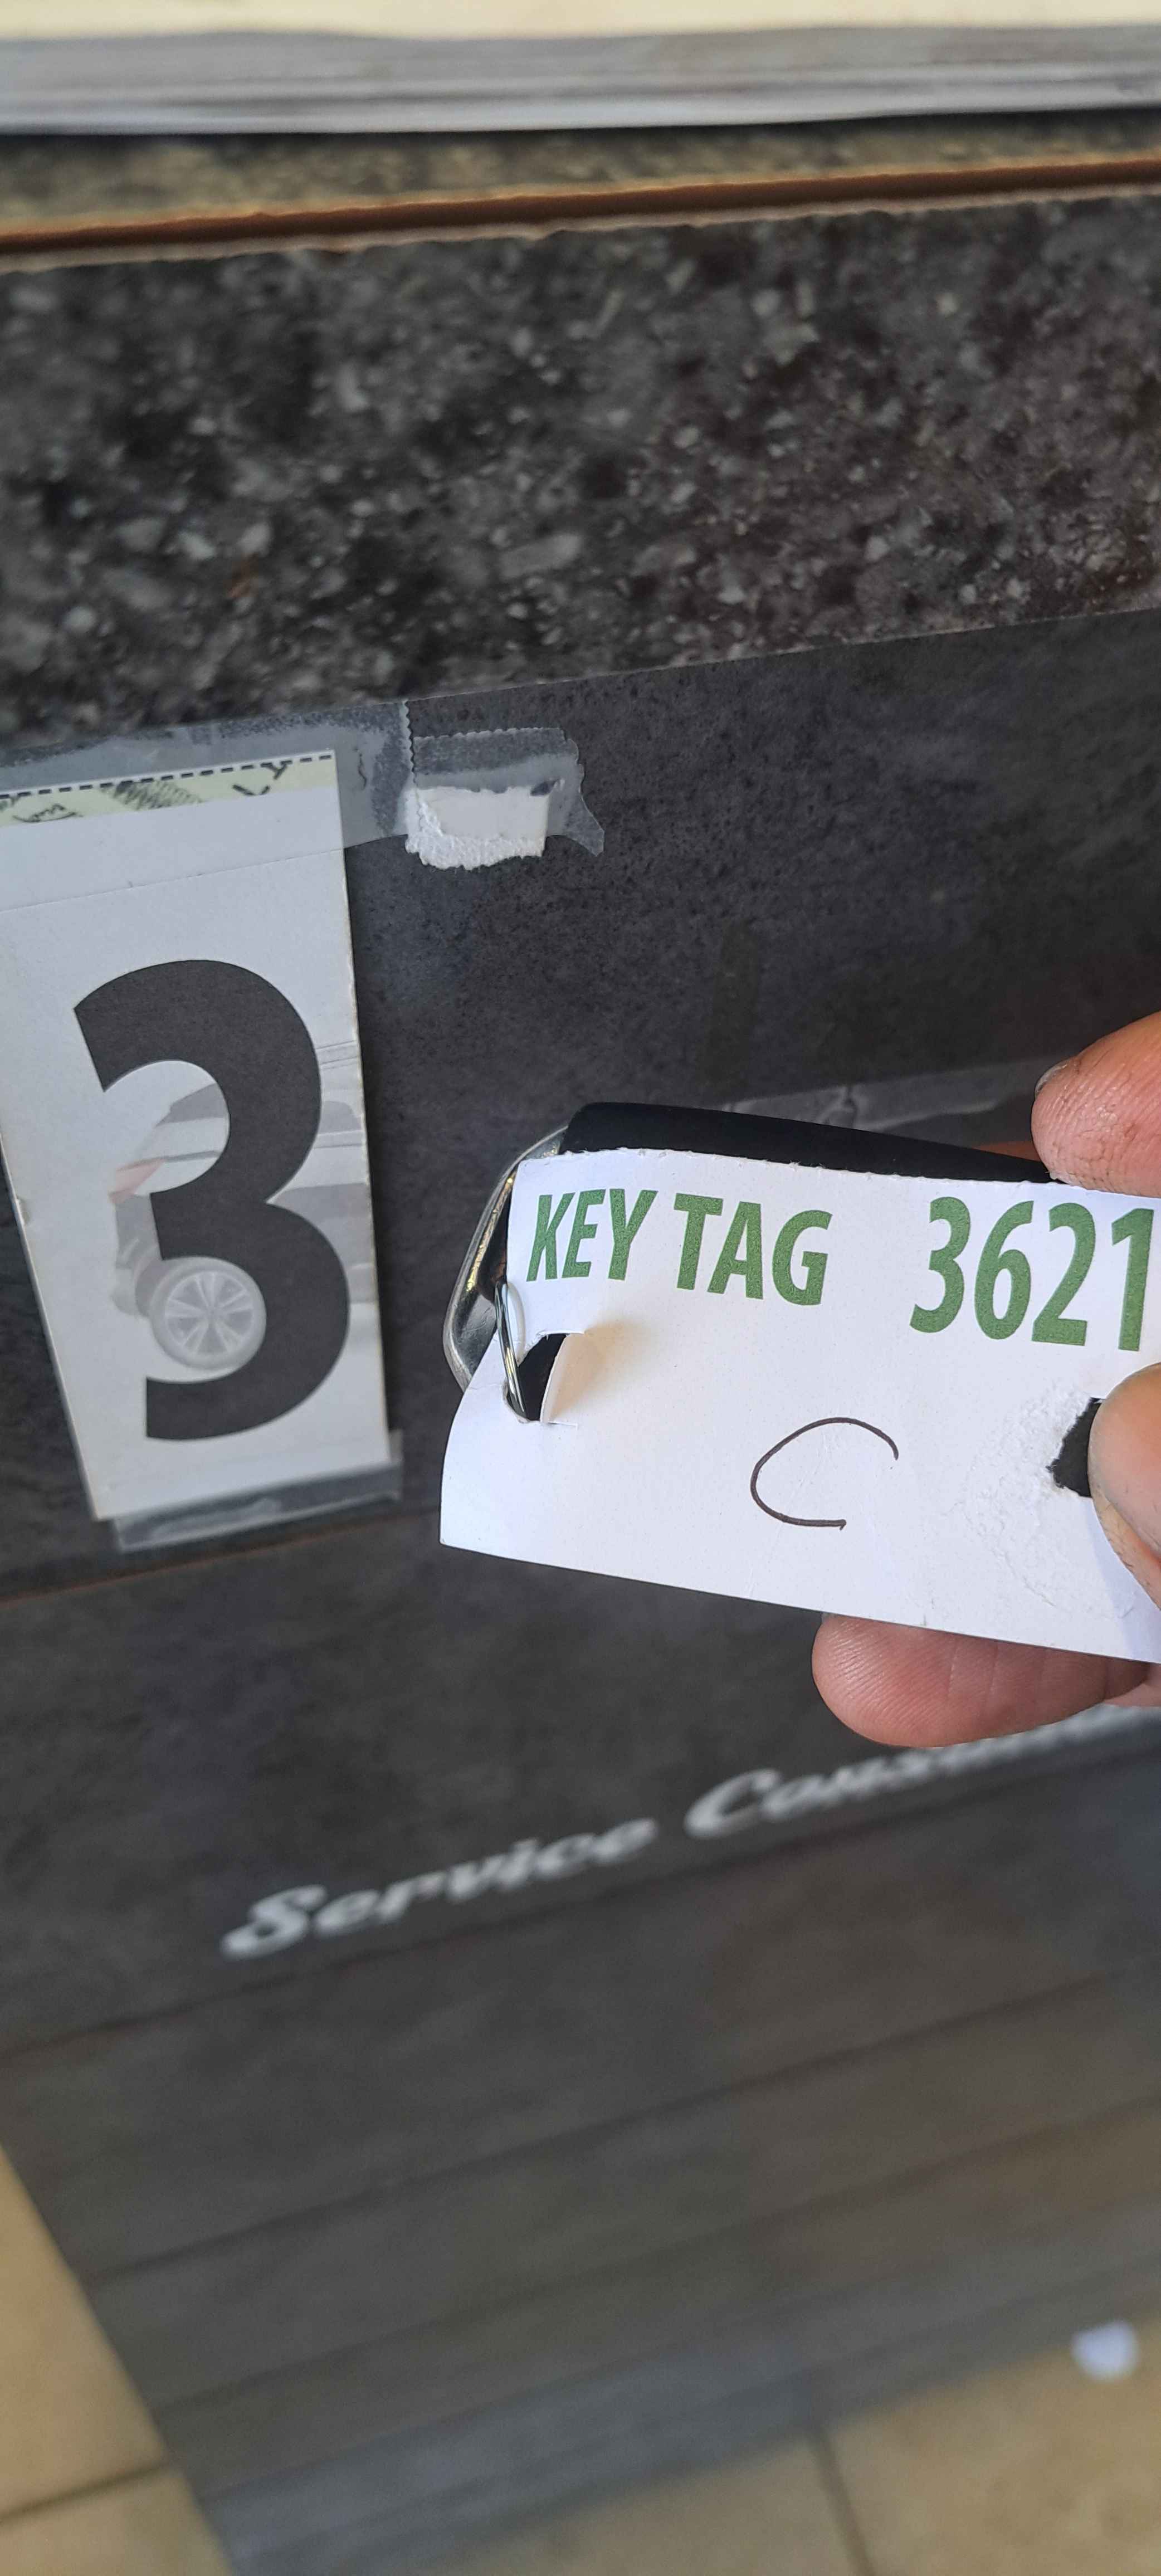 3
KEY TAG 3621
C
Service